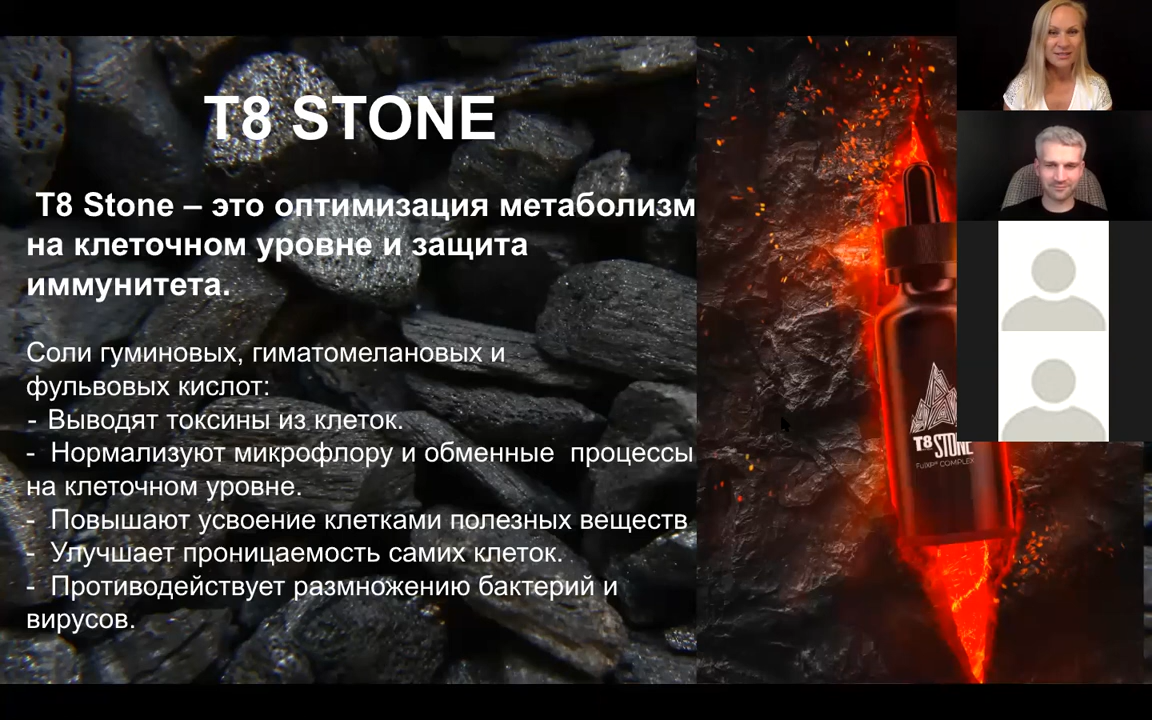 T8 STONE
T8 Stone – это оптимизация метаболизм
на клеточном уровне и защита
иммунитета.
Соли гуминовых, гиматомелановых и
фульвовых кислот:
- Выводят токсины из клеток.
- Нормализуют микрофлору и обменные процессы
на клеточном уровне.
- Повышают усвоение клетками полезных веществ
- Улучшает проницаемость самих клеток.
- Противодействует размножению бактерий и
вирусов.
T8 STONE
COMPLEX